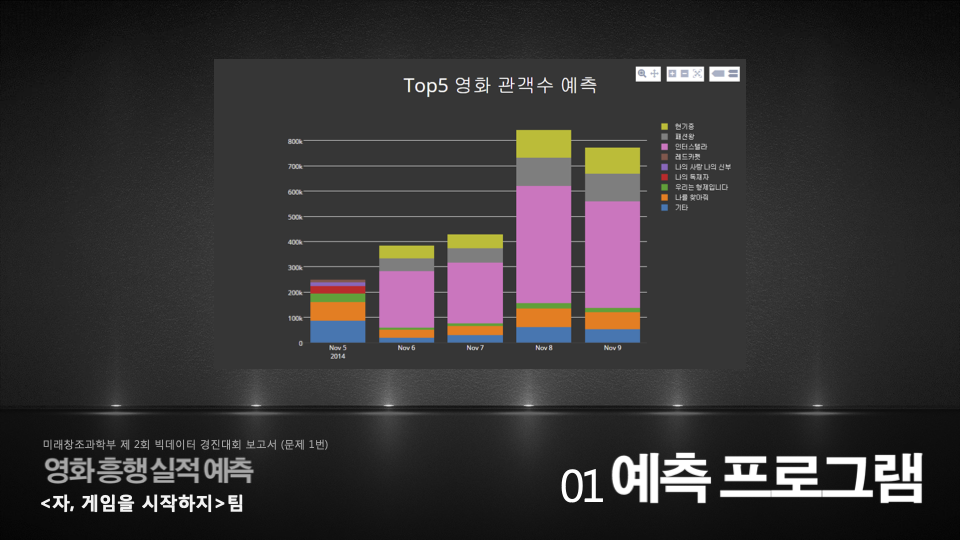 Top5 영화 관객수 예측
800k
700k
600k
500k
400k
300k
200k
100k
0
Nov 5
2014
Nov 6
Nov 7
Nov 8
Nov 9
현기증
패션왕
인터스텔라
레드카펫
나의 사랑 나의 신부
나의 독재자
우리는 형제입니다
나를 찾아줘
기타
미래창조과학부 제 2회 빅데이터 경진대회 보고서 (문제 1번)
영화 흥행 실적 예측
<자, 게임을 시작하지>팀
01 예측 프로그램